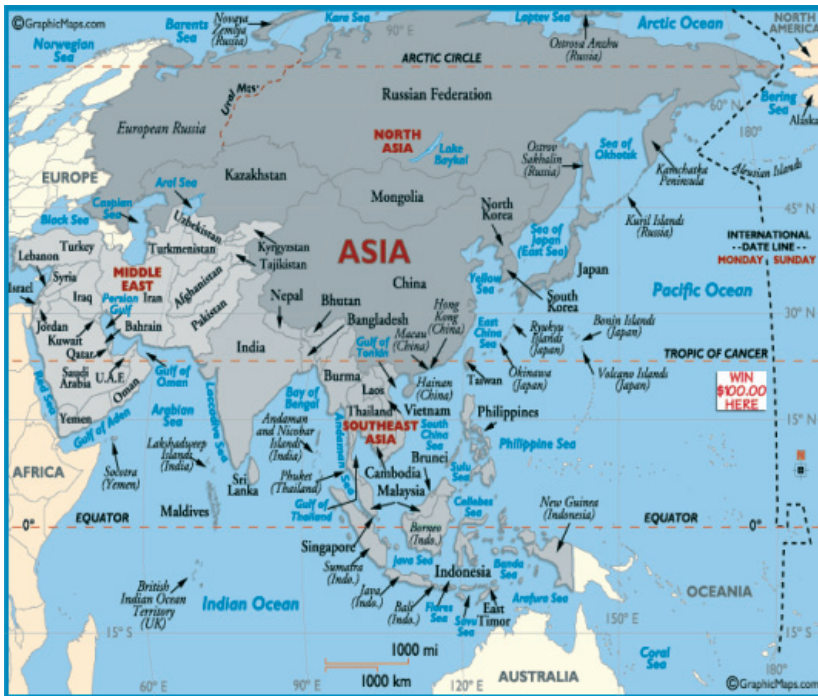 ©GraphicMaps.com
Barents
Sea
Novaya
Zemlya
(Russia)
Kara Sea
90° E
Laptev Sea
Ostrova Anzhu
(Russia)
Arctic Ocean
NORTH
AMERICA
Norwegian
Sea
ARCTIC CIRCLE
Ural Mts.
Russian Federation
60° N
180°
Bering
Sea
Alaska
European Russia
NORTH
ASIA
Lake
Baykal
Ostrov
Sakhalin
(Russia)
Sea of
Okhotsk
Kamchatka
Peninsula
Aleutian Islands
EUROPE
Aral Sea
Kazakhstan
Mongolia
North
Korea
Kuril Islands
(Russia)
45° N
Black Sea
Caspian
Sea
Uzbekistan
Turkmenistan
Kyrgyzstan
Tajikistan
ASIA
China
Sea of
Japan
(East Sea)
Japan
INTERNATIONAL
--DATE LINE--
MONDAY
SUNDAY
Lebanon
Turkey
Syria
Israel
Iraq
MIDDLE
EAST
Iran
Persian
Gulf
Afghanistan
Pakistan
Nepal
Bhutan
Bangladesh
Hong
Kong
(China)
Macau
(China)
Yellow
Sea
South
Korea
Pacific Ocean
Jordan
Kuwait
Qatar
Bahrain
30° N
East
China
Sea
Ryukyu
Islands
(Japan)
Bonin Islands
(Japan)
Saudi
Arabia
U.A.E
Oman
Gulf of
Oman
India
Burma
Gulf of
Tonkin
Laos
Hainan
(China)
Taiwan
Okinawa
(Japan)
Volcano Islands
(Japan)
TROPIC OF CANCER
WIN
$100.00
HERE
Red Sea
Yemen
Gulf of Aden
Arabian
Sea
Laccadive Sea
Bay of
Bengal
Andaman
and Nicobar
Islands
(India)
Andaman Sea
Thailand
Vietnam
SOUTHEAST
ASIA
South
China
Sea
Philippines
Philippine Sea
15° N
AFRICA
Socotra
(Yemen)
Lakshadweep
Islands
(India)
Sri
Lanka
Phuket
(Thailand)
Cambodia
Brunei
Sulu
Sea
N
Maldives
Gulf of
Thailand
Malaysia
Celebes
Sea
New Guinea
(Indonesia)
0°
EQUATOR
EQUATOR
0°
Singapore
Borneo
(Indo.)
Sumatra
(Indo.)
Java Sea
Indonesia
Banda
Sea
British
Indian Ocean
Territory
(UK)
Indian Ocean
Java
(Indo.)
Bali
(Indo.)
Flores
Sea
Savu
Sea
East
Timor
Arafura Sea
OCEANIA
15° S
150° E
15° S
1000 mi
1000 km
60° E
90° E
120° E
AUSTRALIA
Coral
Sea
180°
©GraphicMaps.com